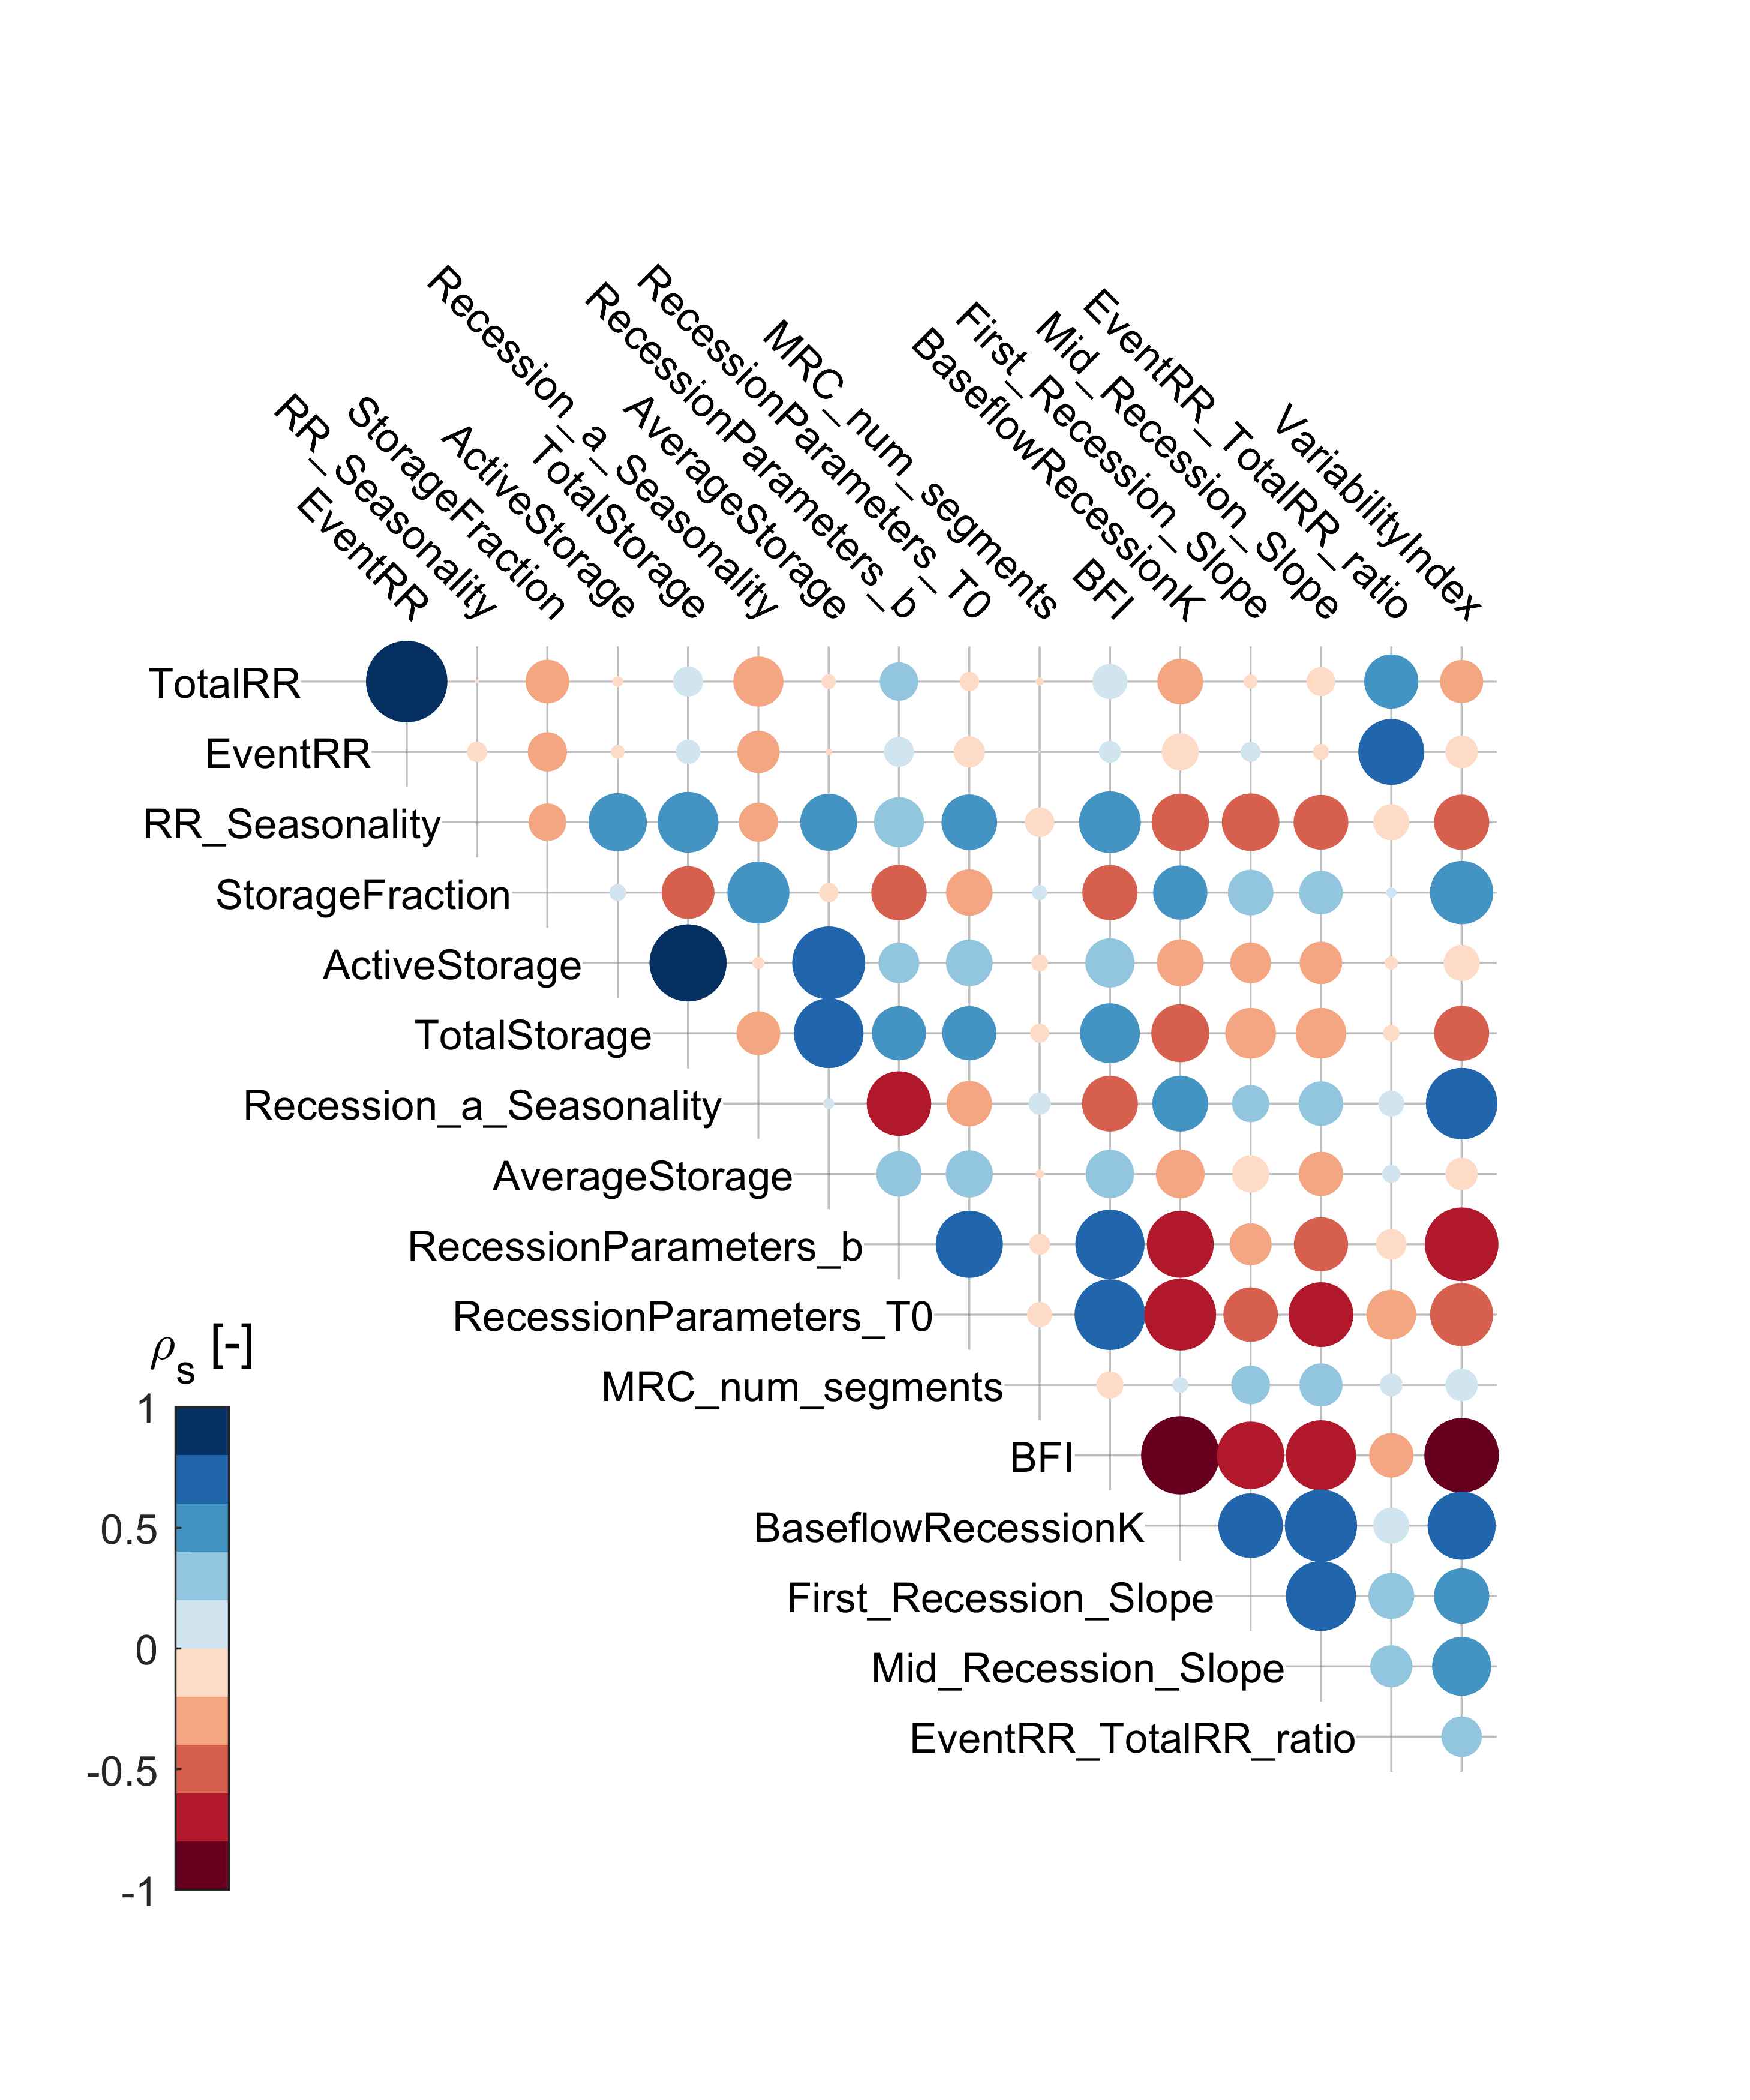 EventRR
RR_Seasonality
StorageFraction
ActiveStorage
TotalStorage
Recession_a_Seasonality
AverageStorage
RecessionParameters_b
RecessionParameters_T0
MRC_num_segments
BFI
BaseflowRecessionK
First_Recession_Slope
Mid_Recession_Slope
EventRR_TotalRR_ratio
VariabilityIndex
TotalRR
EventRR
RR_Seasonality
StorageFraction
ActiveStorage
TotalStorage
Recession_a_Seasonality
AverageStorage
RecessionParameters_b
RecessionParameters_T0
MRC_num_segments
BFI
BaseflowRecessionK
First_Recession_Slope
Mid_Recession_Slope
EventRR_TotalRR_ratio
ρs [-]
1
0.5
0
-0.5
-1